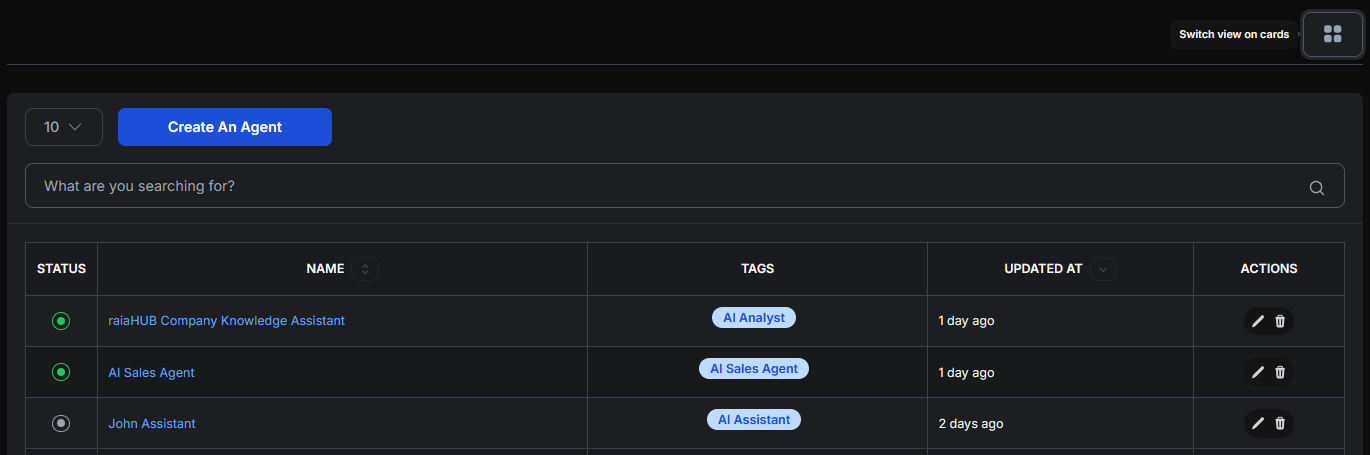 Switch view on cards
10
Create An Agent
What are you searching for?
STATUS NAME TAGS UPDATED AT ACTIONS
raiaHUB Company Knowledge Assistant AI Analyst 1 day ago
AI Sales Agent AI Sales Agent 1 day ago
John Assistant AI Assistant 2 days ago